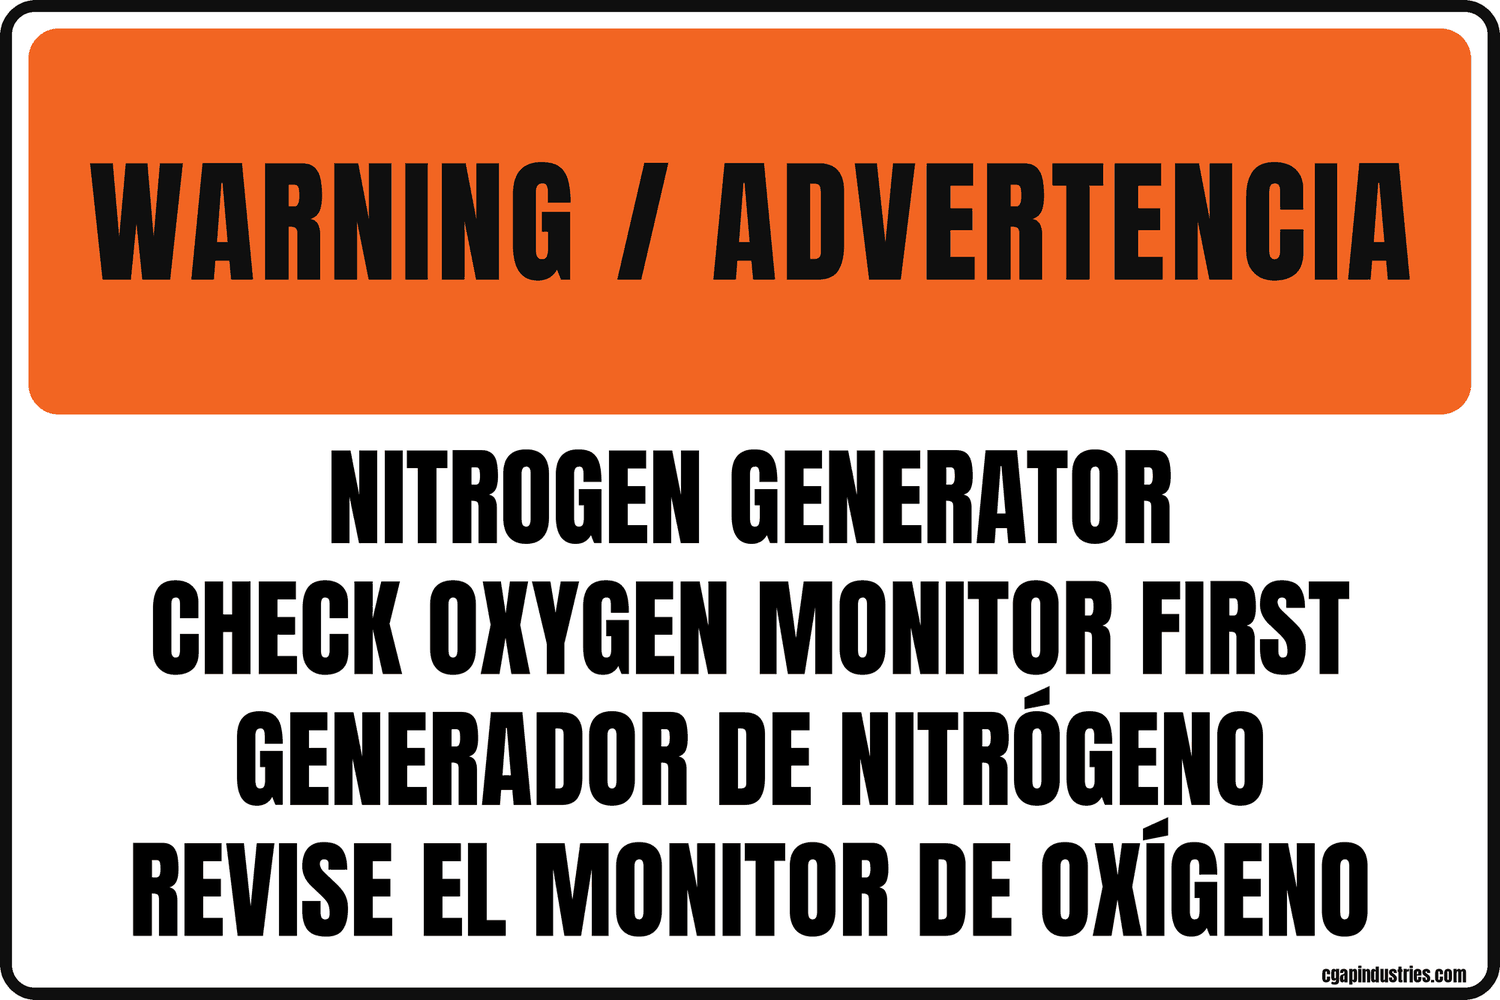 WARNING / ADVERTENCIA
NITROGEN GENERATOR
CHECK OXYGEN MONITOR FIRST
GENERADOR DE NITRÓGENO
REVISE EL MONITOR DE OXÍGENO
cgapindustries.com